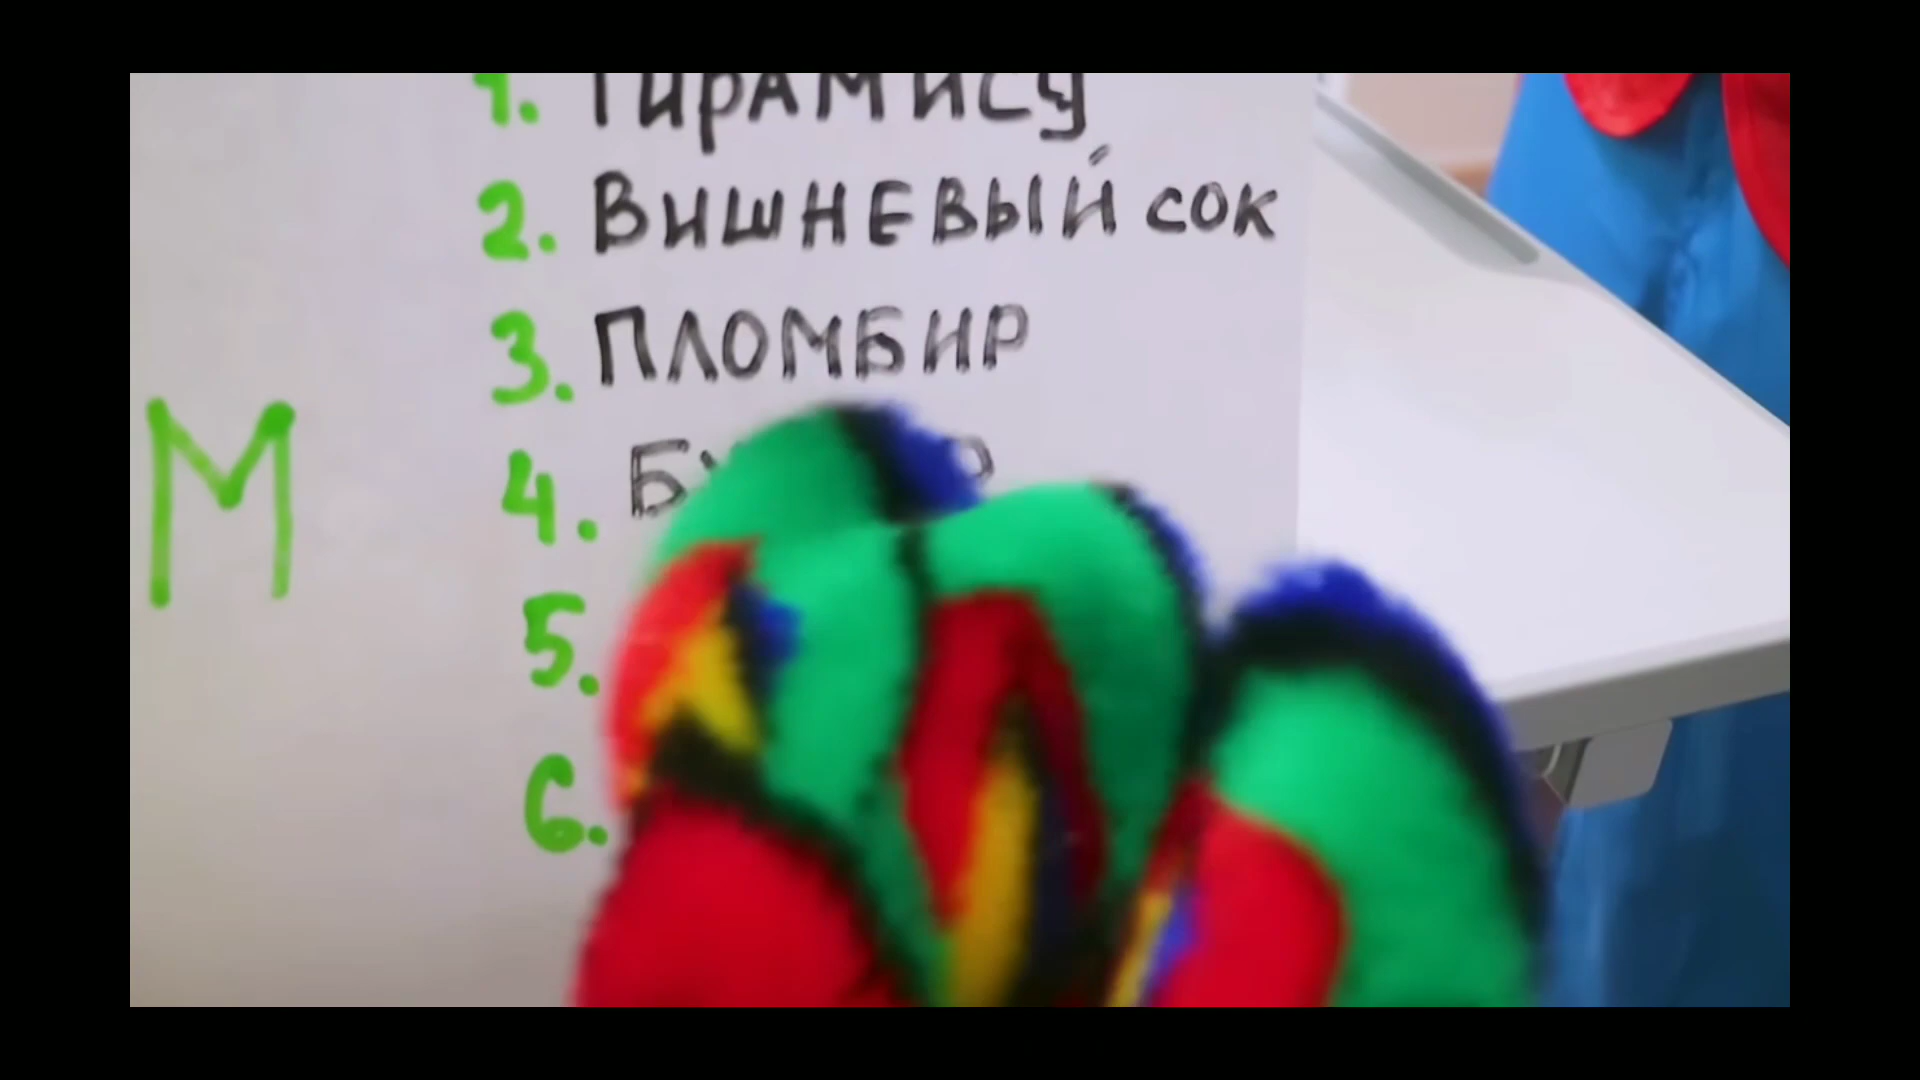 1. Тирамису
2. Вишневый сок
3. Пломбир
М
4.
5.
6.